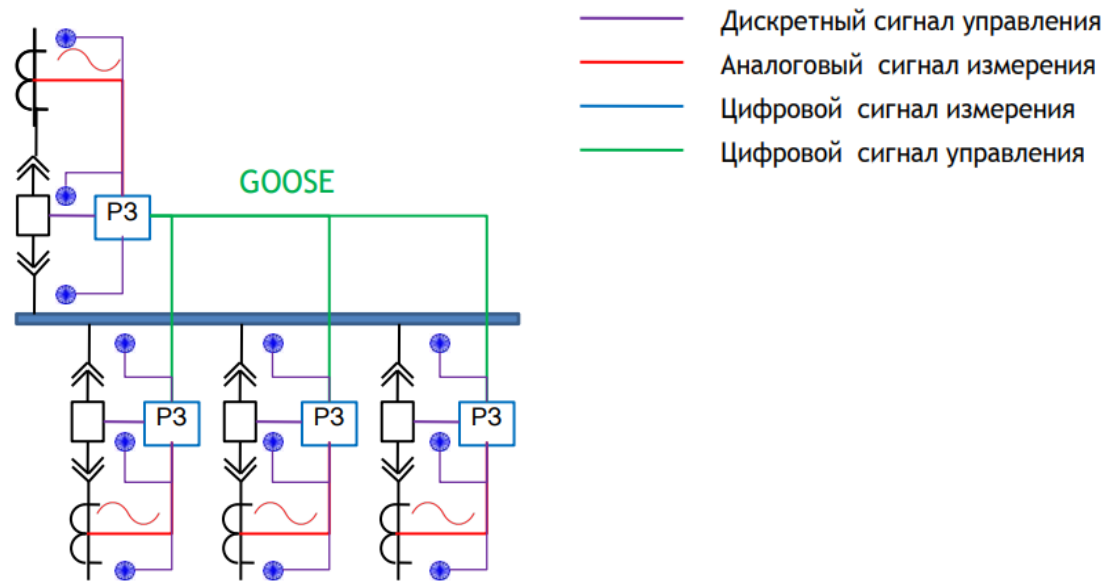 Дискретный сигнал управления
Аналоговый сигнал измерения
Цифровой сигнал измерения
Цифровой сигнал управления
GOOSE
РЗ
РЗ
РЗ
РЗ